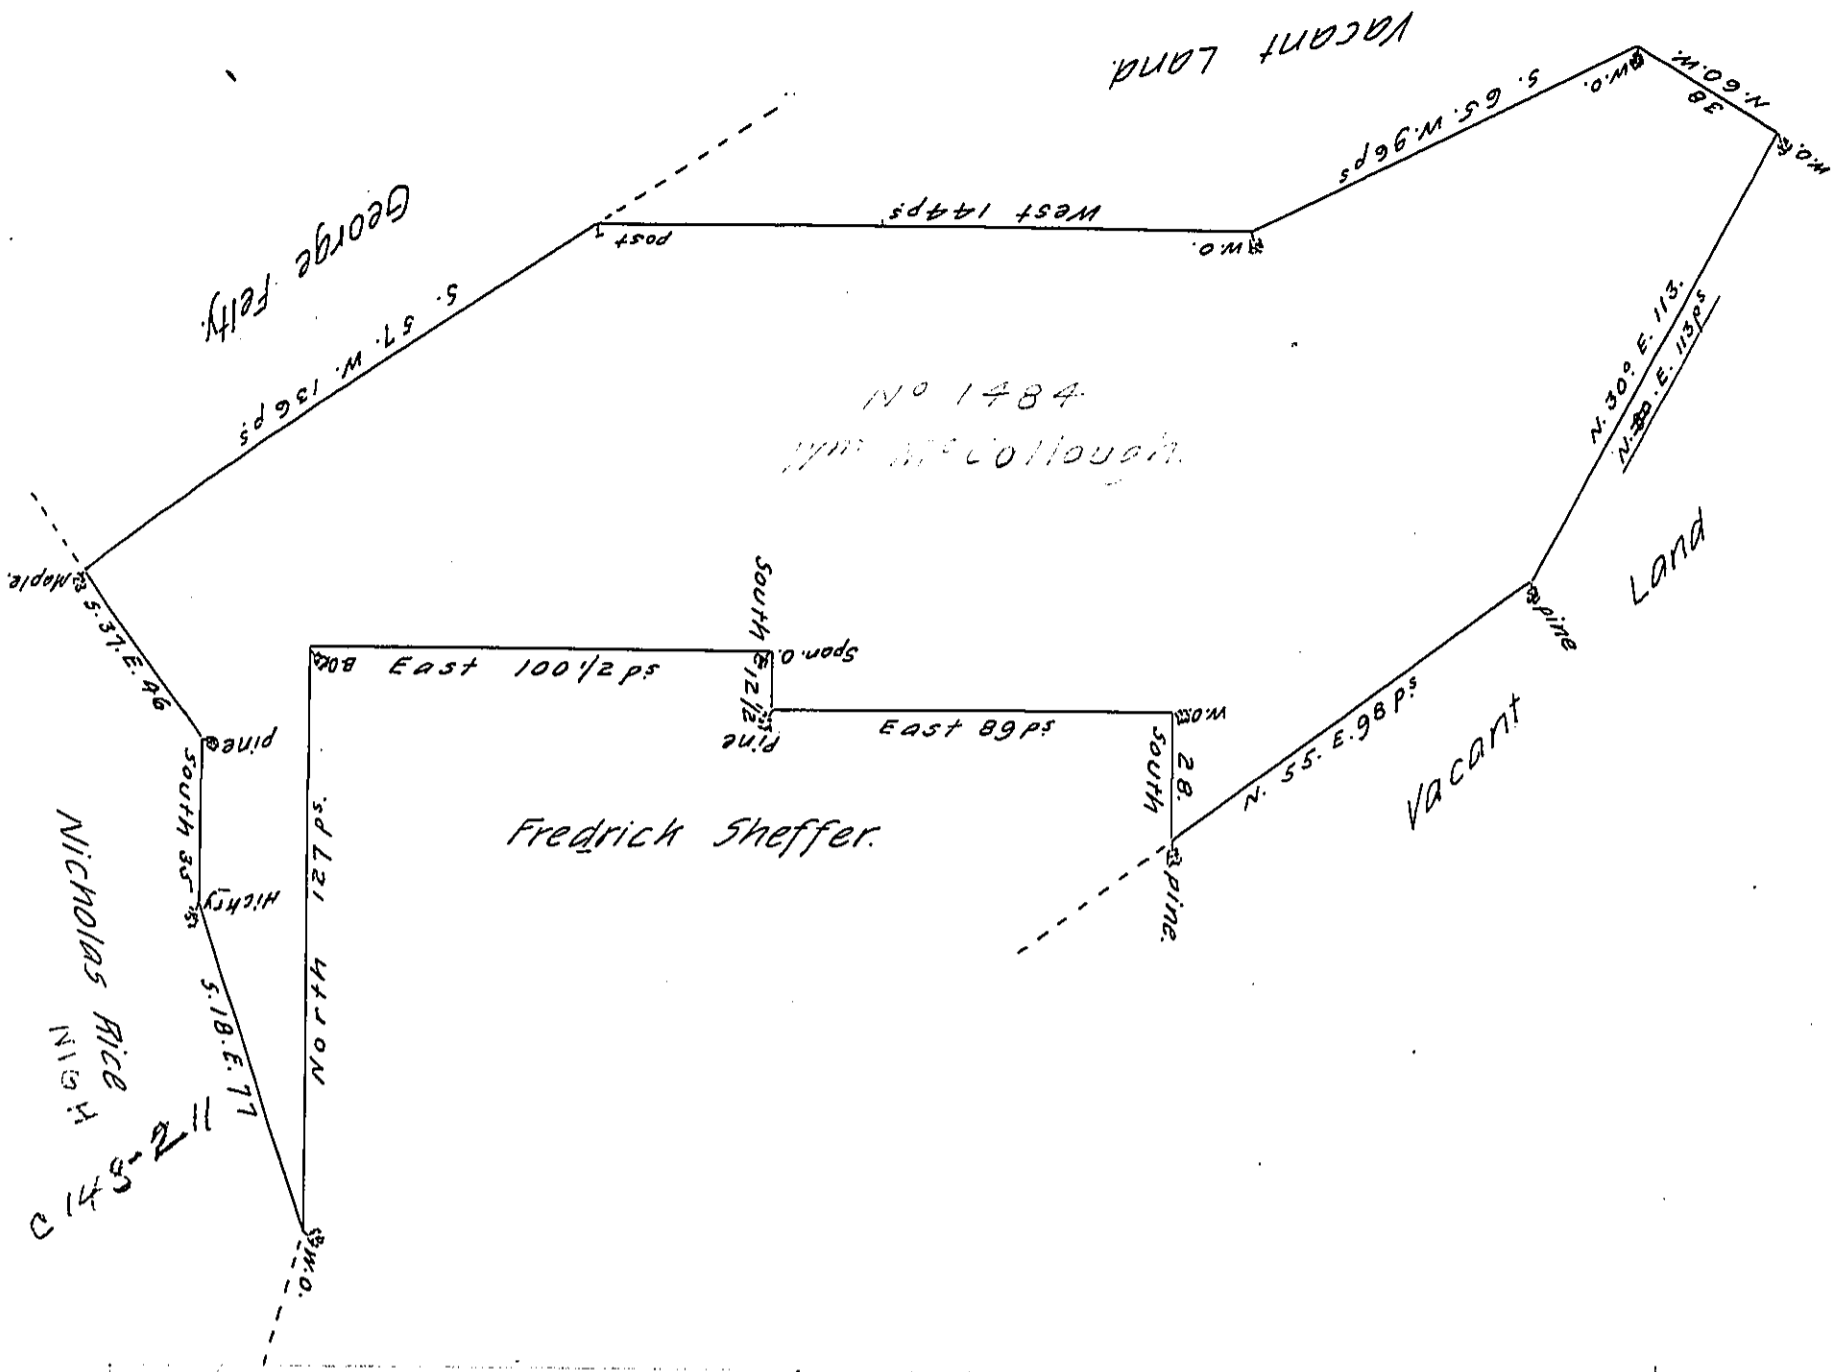 Vacant Land.
N. 60. W.
38
W.O.
W.O.
S. 65. W. 96 ps
W.O.
West 144 ps
post
George Felty.
S. 57. W. 136 ps
Maple.
S. 37. E. 46
pine
South 35
Hickry
S. 18. E. 77
W.O.
North 127 ps.
B.O.
East 100 1/2 ps
Span. O.
South 12 1/2
Pine
East 89 ps
W.O.
South 28.
pine.
N. 55. E. 98 ps
pine
N. 30° E. 113.
N. E. 113 ps
Vacant Land
No 1484
Wm McCollough.
Fredrick Sheffer.
Nicholas Rice
NIGH
C 145-211